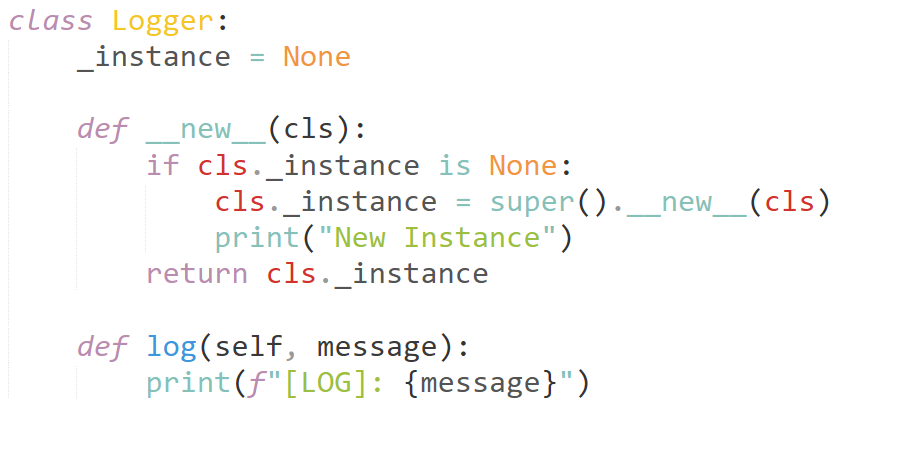 class Logger:
    _instance = None

    def __new__(cls):
        if cls._instance is None:
            cls._instance = super().__new__(cls)
            print("New Instance")
        return cls._instance

    def log(self, message):
        print(f"[LOG]: {message}")